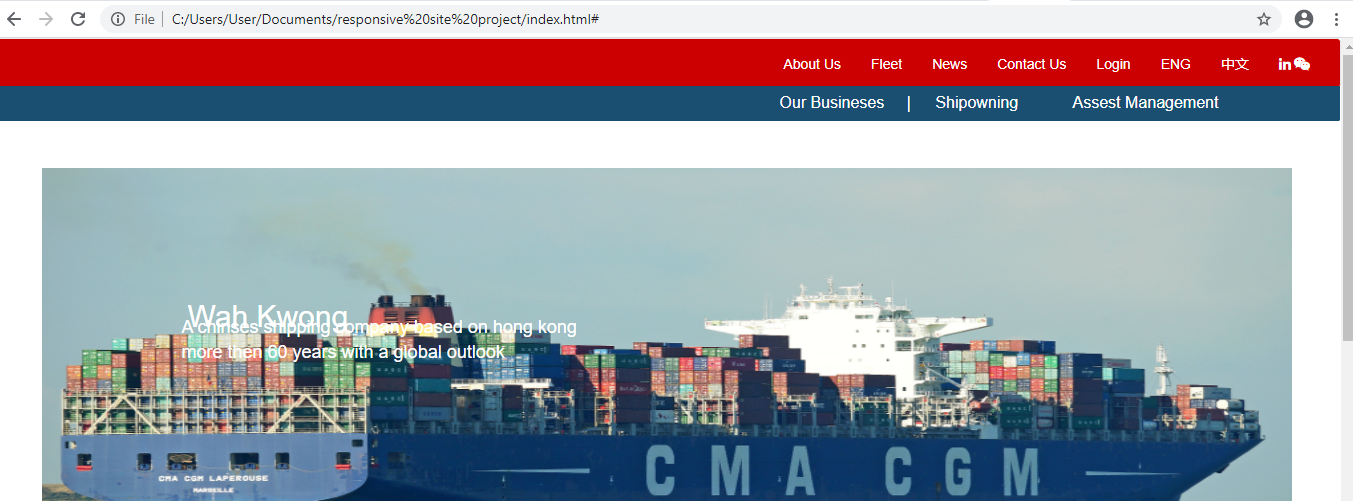 File | C:/Users/User/Documents/responsive%20site%20project/index.html#
About Us Fleet News Contact Us Login ENG 中文 in
Our Busineses | Shipowning Assest Management
Wah Kwong
A chinses shipping company based on hong kong
more then 60 years with a global outlook
CMA CGM
CMA CGM LAPEROUSE
MARSEILLE